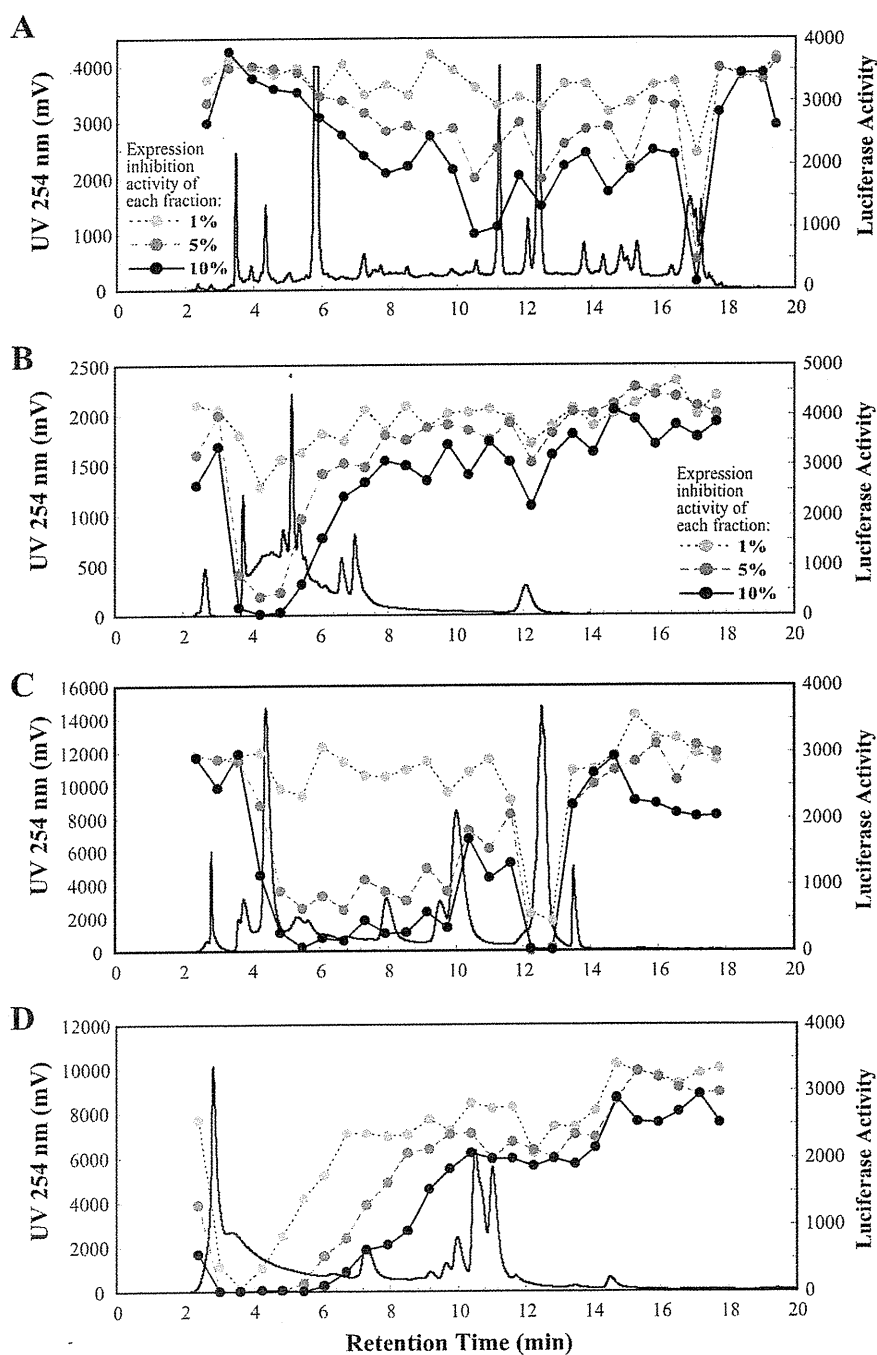 A
UV 254 nm (mV)
4000
3000
2000
1000
0
Expression
inhibition
activity of
each fraction:
1%
5%
10%
4000
3000
2000
1000
0
Luciferase Activity
0 2 4 6 8 10 12 14 16 18 20
B
UV 254 nm (mV)
2500
2000
1500
1000
500
0
Expression
inhibition
activity of
each fraction:
1%
5%
10%
5000
4000
3000
2000
1000
0
Luciferase Activity
0 2 4 6 8 10 12 14 16 18 20
C
UV 254 nm (mV)
16000
14000
12000
10000
8000
6000
4000
2000
0
4000
3000
2000
1000
0
Luciferase Activity
0 2 4 6 8 10 12 14 16 18 20
D
UV 254 nm (mV)
12000
10000
8000
6000
4000
2000
0
4000
3000
2000
1000
0
Luciferase Activity
0 2 4 6 8 10 12 14 16 18 20
Retention Time (min)